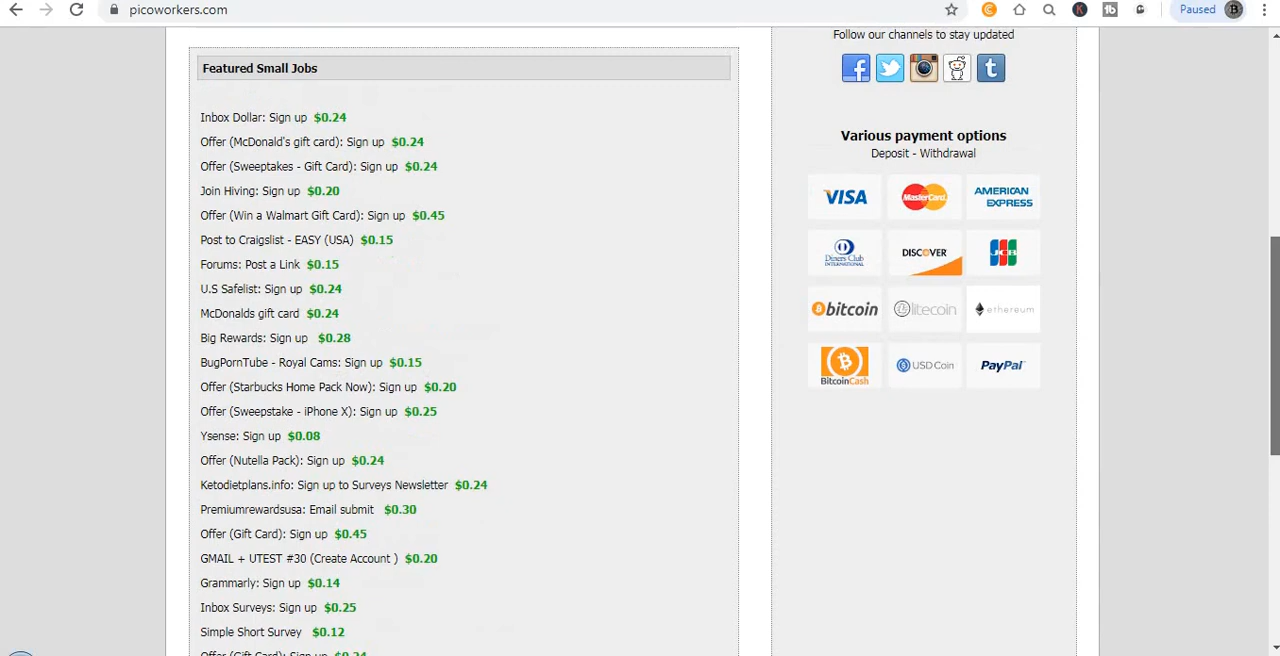 picoworkers.com
Paused
Follow our channels to stay updated
Featured Small Jobs
Inbox Dollar: Sign up $0.24
Offer (McDonald's gift card): Sign up $0.24
Offer (Sweeptakes - Gift Card): Sign up $0.24
Join Hiving: Sign up $0.20
Offer (Win a Walmart Gift Card): Sign up $0.45
Post to Craigslist - EASY (USA) $0.15
Forums: Post a Link $0.15
U.S Safelist: Sign up $0.24
McDonalds gift card $0.24
Big Rewards: Sign up $0.28
BugPornTube - Royal Cams: Sign up $0.15
Offer (Starbucks Home Pack Now): Sign up $0.20
Offer (Sweepstake - iPhone X): Sign up $0.25
Ysense: Sign up $0.08
Offer (Nutella Pack): Sign up $0.24
Ketodietplans.info: Sign up to Surveys Newsletter $0.24
Premiumrewardsusa: Email submit $0.30
Offer (Gift Card): Sign up $0.45
GMAIL + UTEST #30 (Create Account ) $0.20
Grammarly: Sign up $0.14
Inbox Surveys: Sign up $0.25
Simple Short Survey $0.12
Offer (Gift Card): Sign up $0.24
Various payment options
Deposit - Withdrawal
VISA MasterCard AMERICAN EXPRESS
Diners Club INTERNATIONAL DISCOVER JCB
bitcoin litecoin ethereum
BitcoinCash USD Coin PayPal